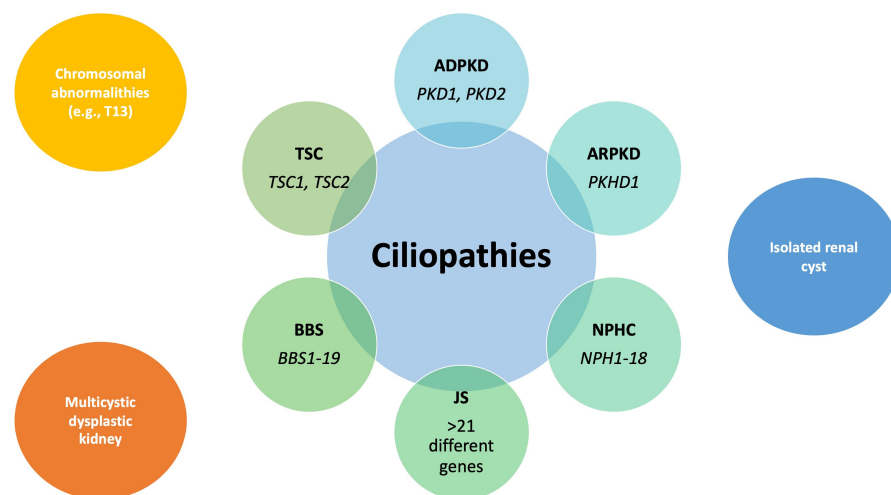 Chromosomal
abnormalithies
(e.g., T13)
ADPKD
PKD1, PKD2
TSC
TSC1, TSC2
ARPKD
PKHD1
Ciliopathies
Isolated renal
cyst
BBS
BBS1-19
NPHC
NPH1-18
JS
>21
different
genes
Multicystic
dysplastic
kidney